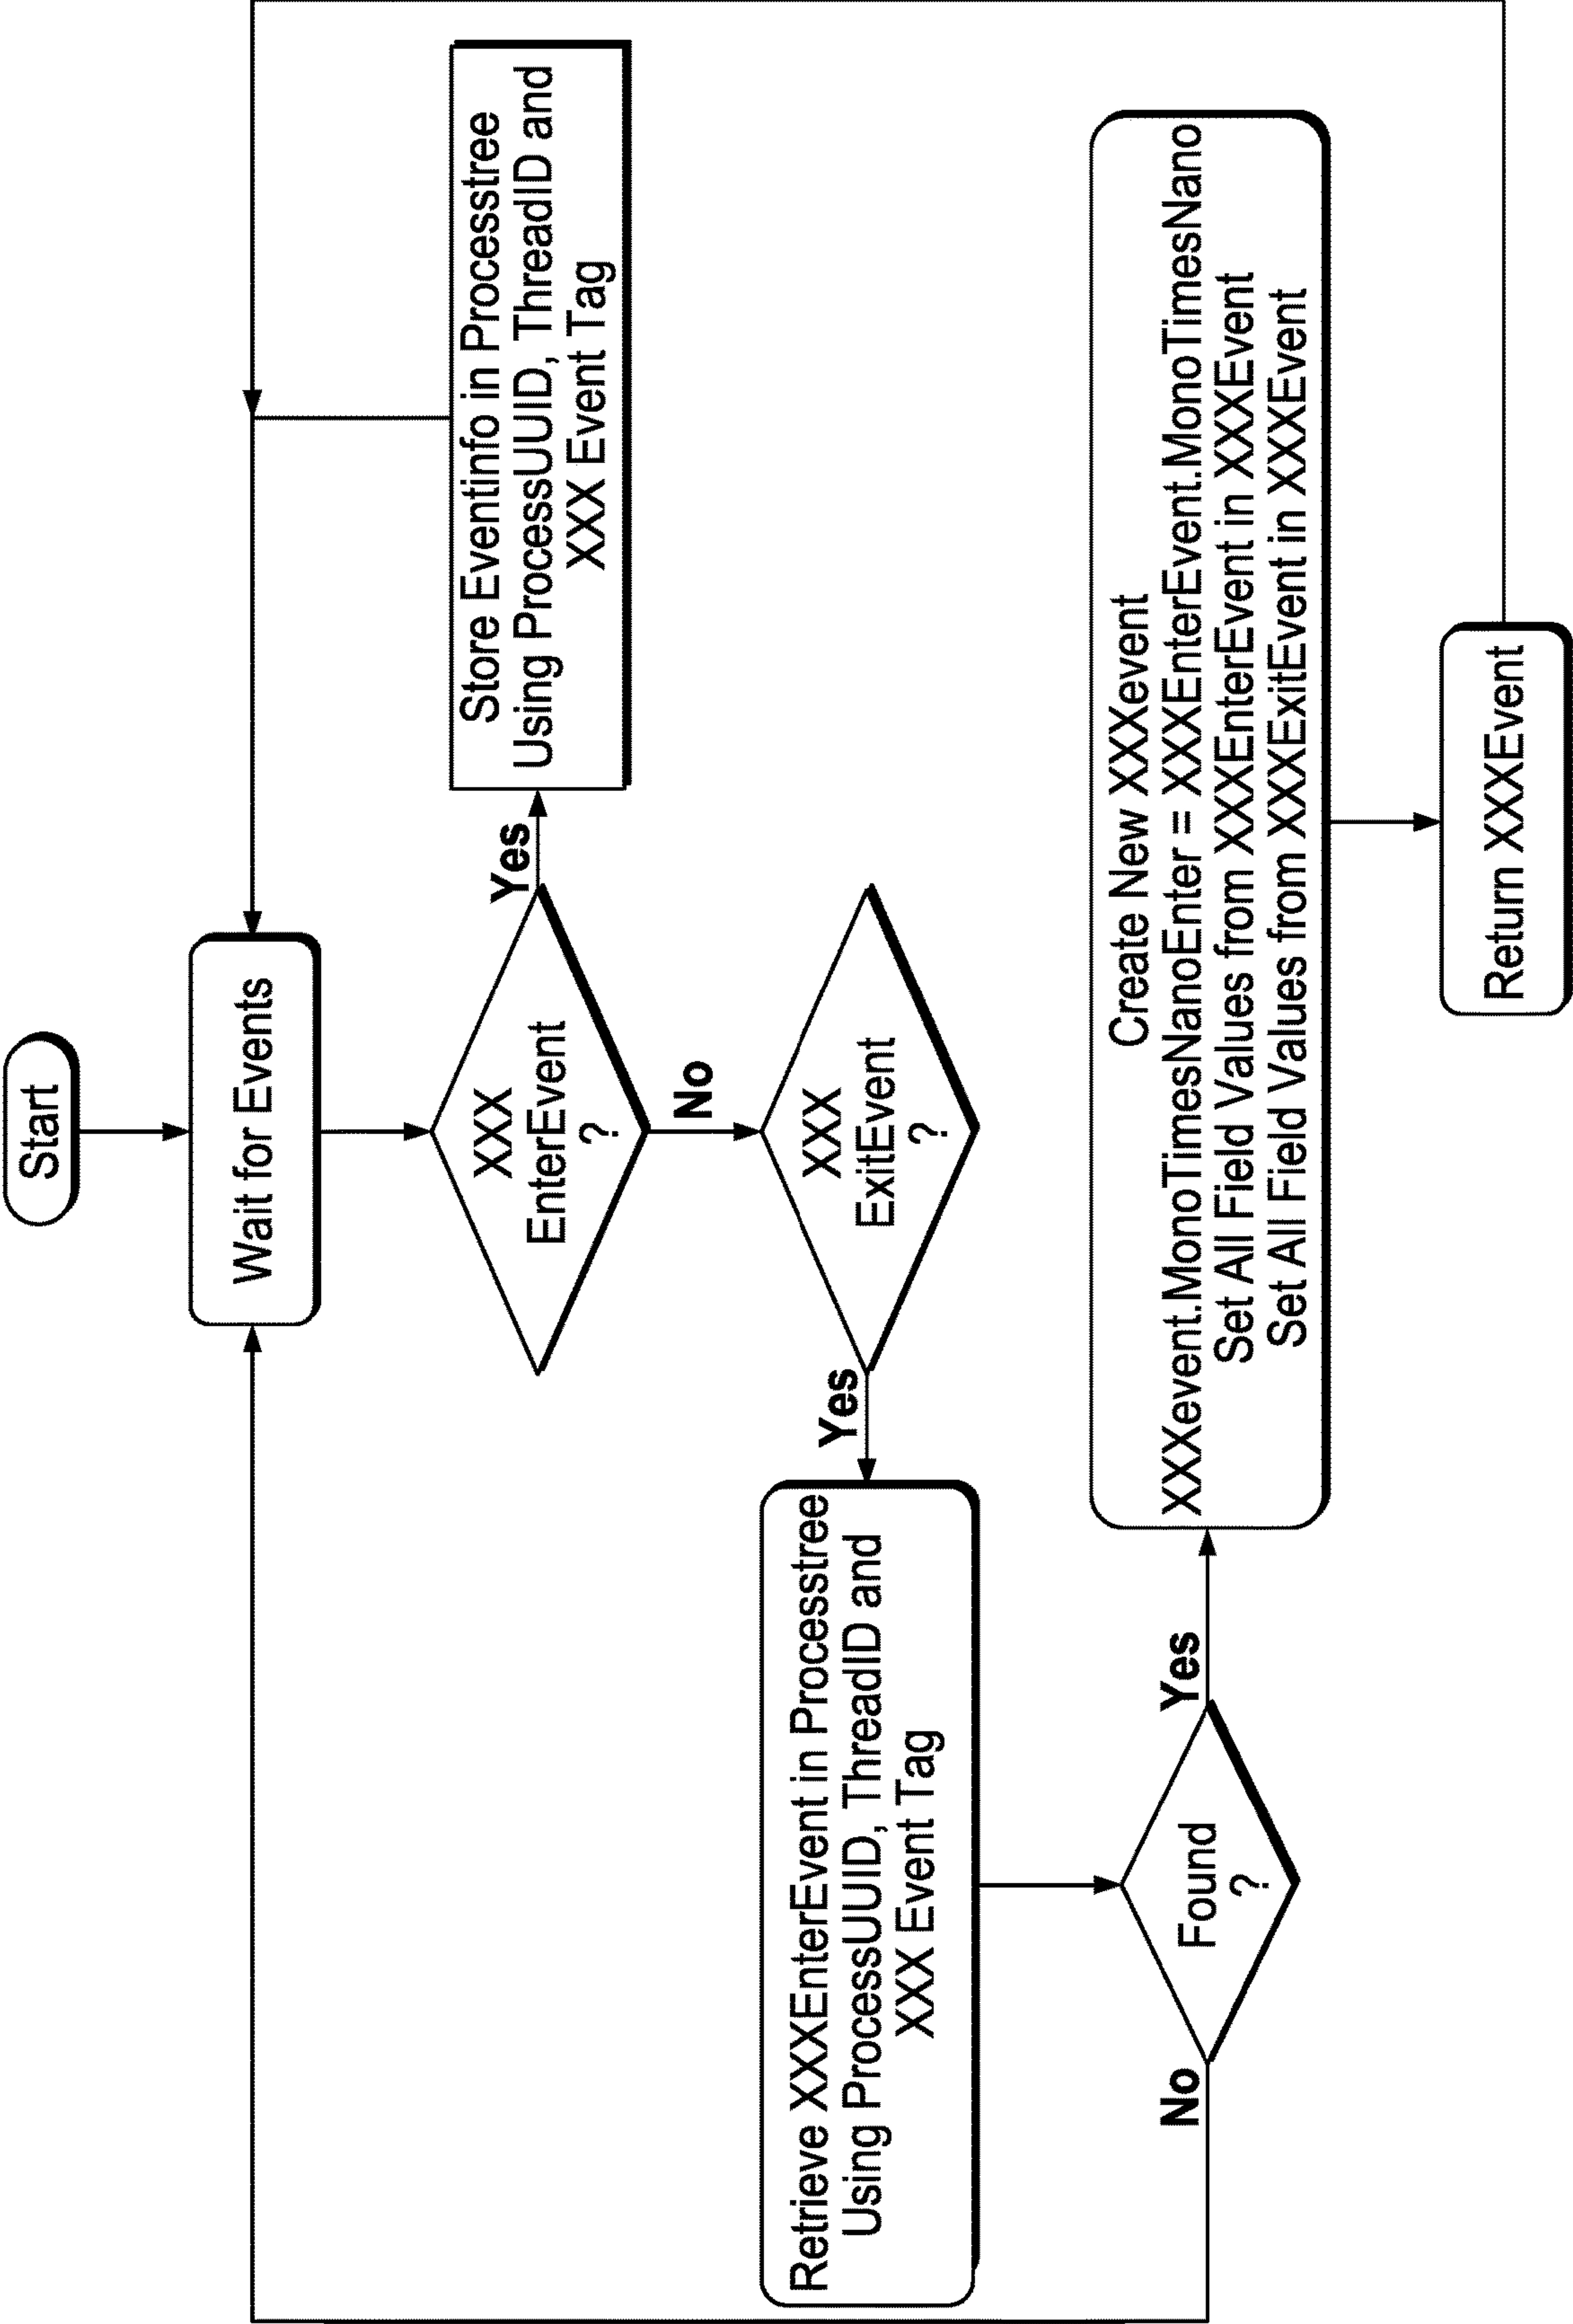 Start
Wait for Events
XXX
EnterEvent
?
Yes
Store Eventinfo in Processtree
Using ProcessUUID, ThreadID and
XXX Event Tag
No
XXX
ExitEvent
?
Yes
Retrieve XXXEnterEvent in Processtree
Using ProcessUUID, ThreadID and
XXX Event Tag
Found
?
No
Yes
Create New XXXevent
XXXevent.MonoTimesNanoEnter = XXXEnterEvent.MonoTimesNano
Set All Field Values from XXXEnterEvent in XXXEvent
Set All Field Values from XXXExitEvent in XXXEvent
Return XXXEvent